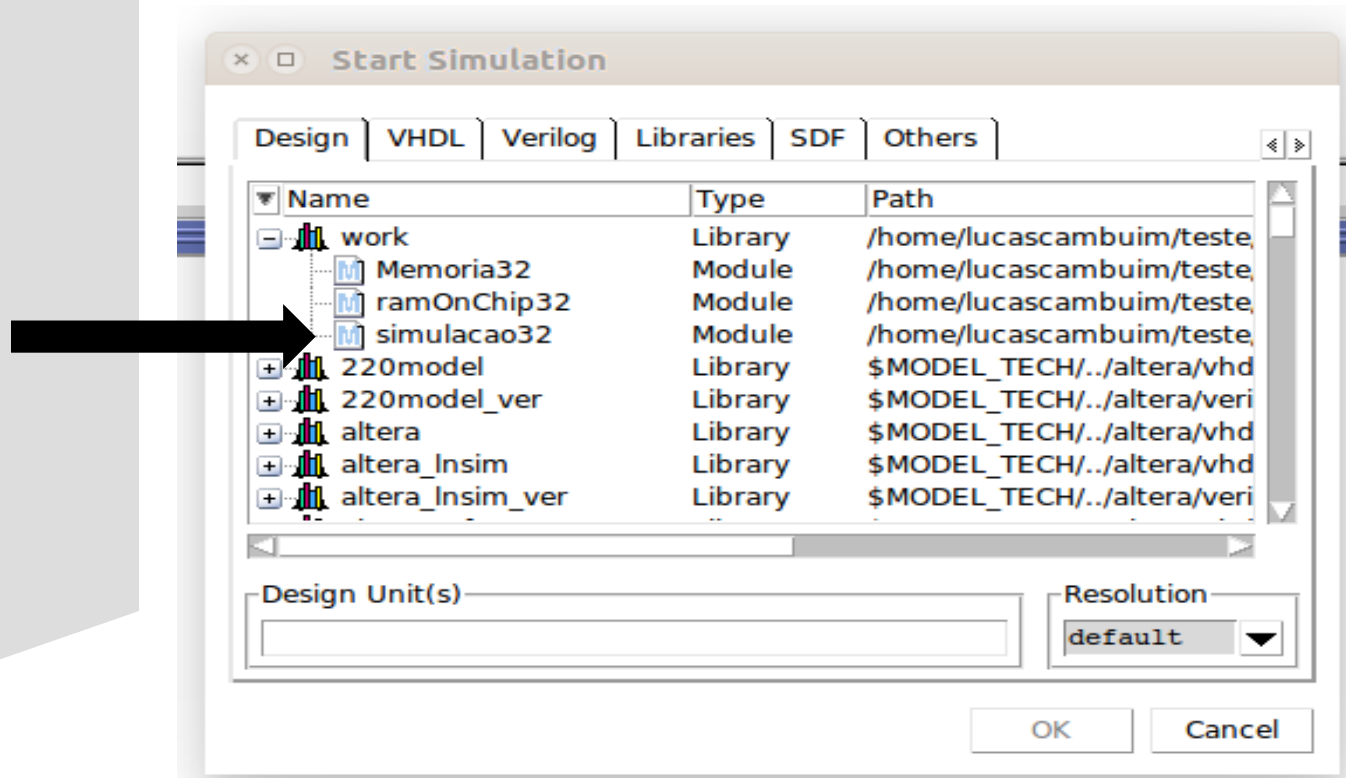 Start Simulation
Design VHDL Verilog Libraries SDF Others
Name Type Path
work Library /home/lucascambuim/teste,
Memoria32 Module /home/lucascambuim/teste,
ramOnChip32 Module /home/lucascambuim/teste,
simulacao32 Module /home/lucascambuim/teste,
220model Library $MODEL_TECH/../altera/vhd
220model_ver Library $MODEL_TECH/../altera/veri
altera Library $MODEL_TECH/../altera/vhd
altera_lnsim Library $MODEL_TECH/../altera/vhd
altera_lnsim_ver Library $MODEL_TECH/../altera/veri
Design Unit(s) Resolution
default
OK Cancel